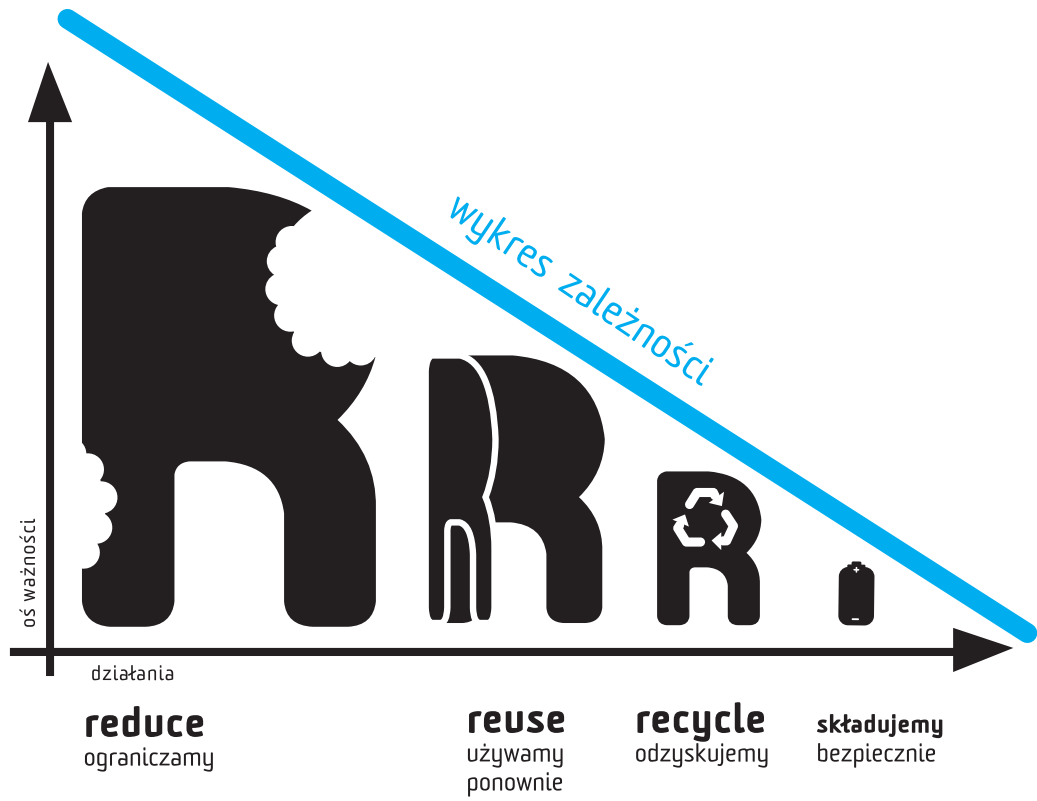 wykres zależności
oś ważności
działania
reduce
ograniczamy
reuse
używamy
ponownie
recycle
odzyskujemy
składujemy
bezpiecznie